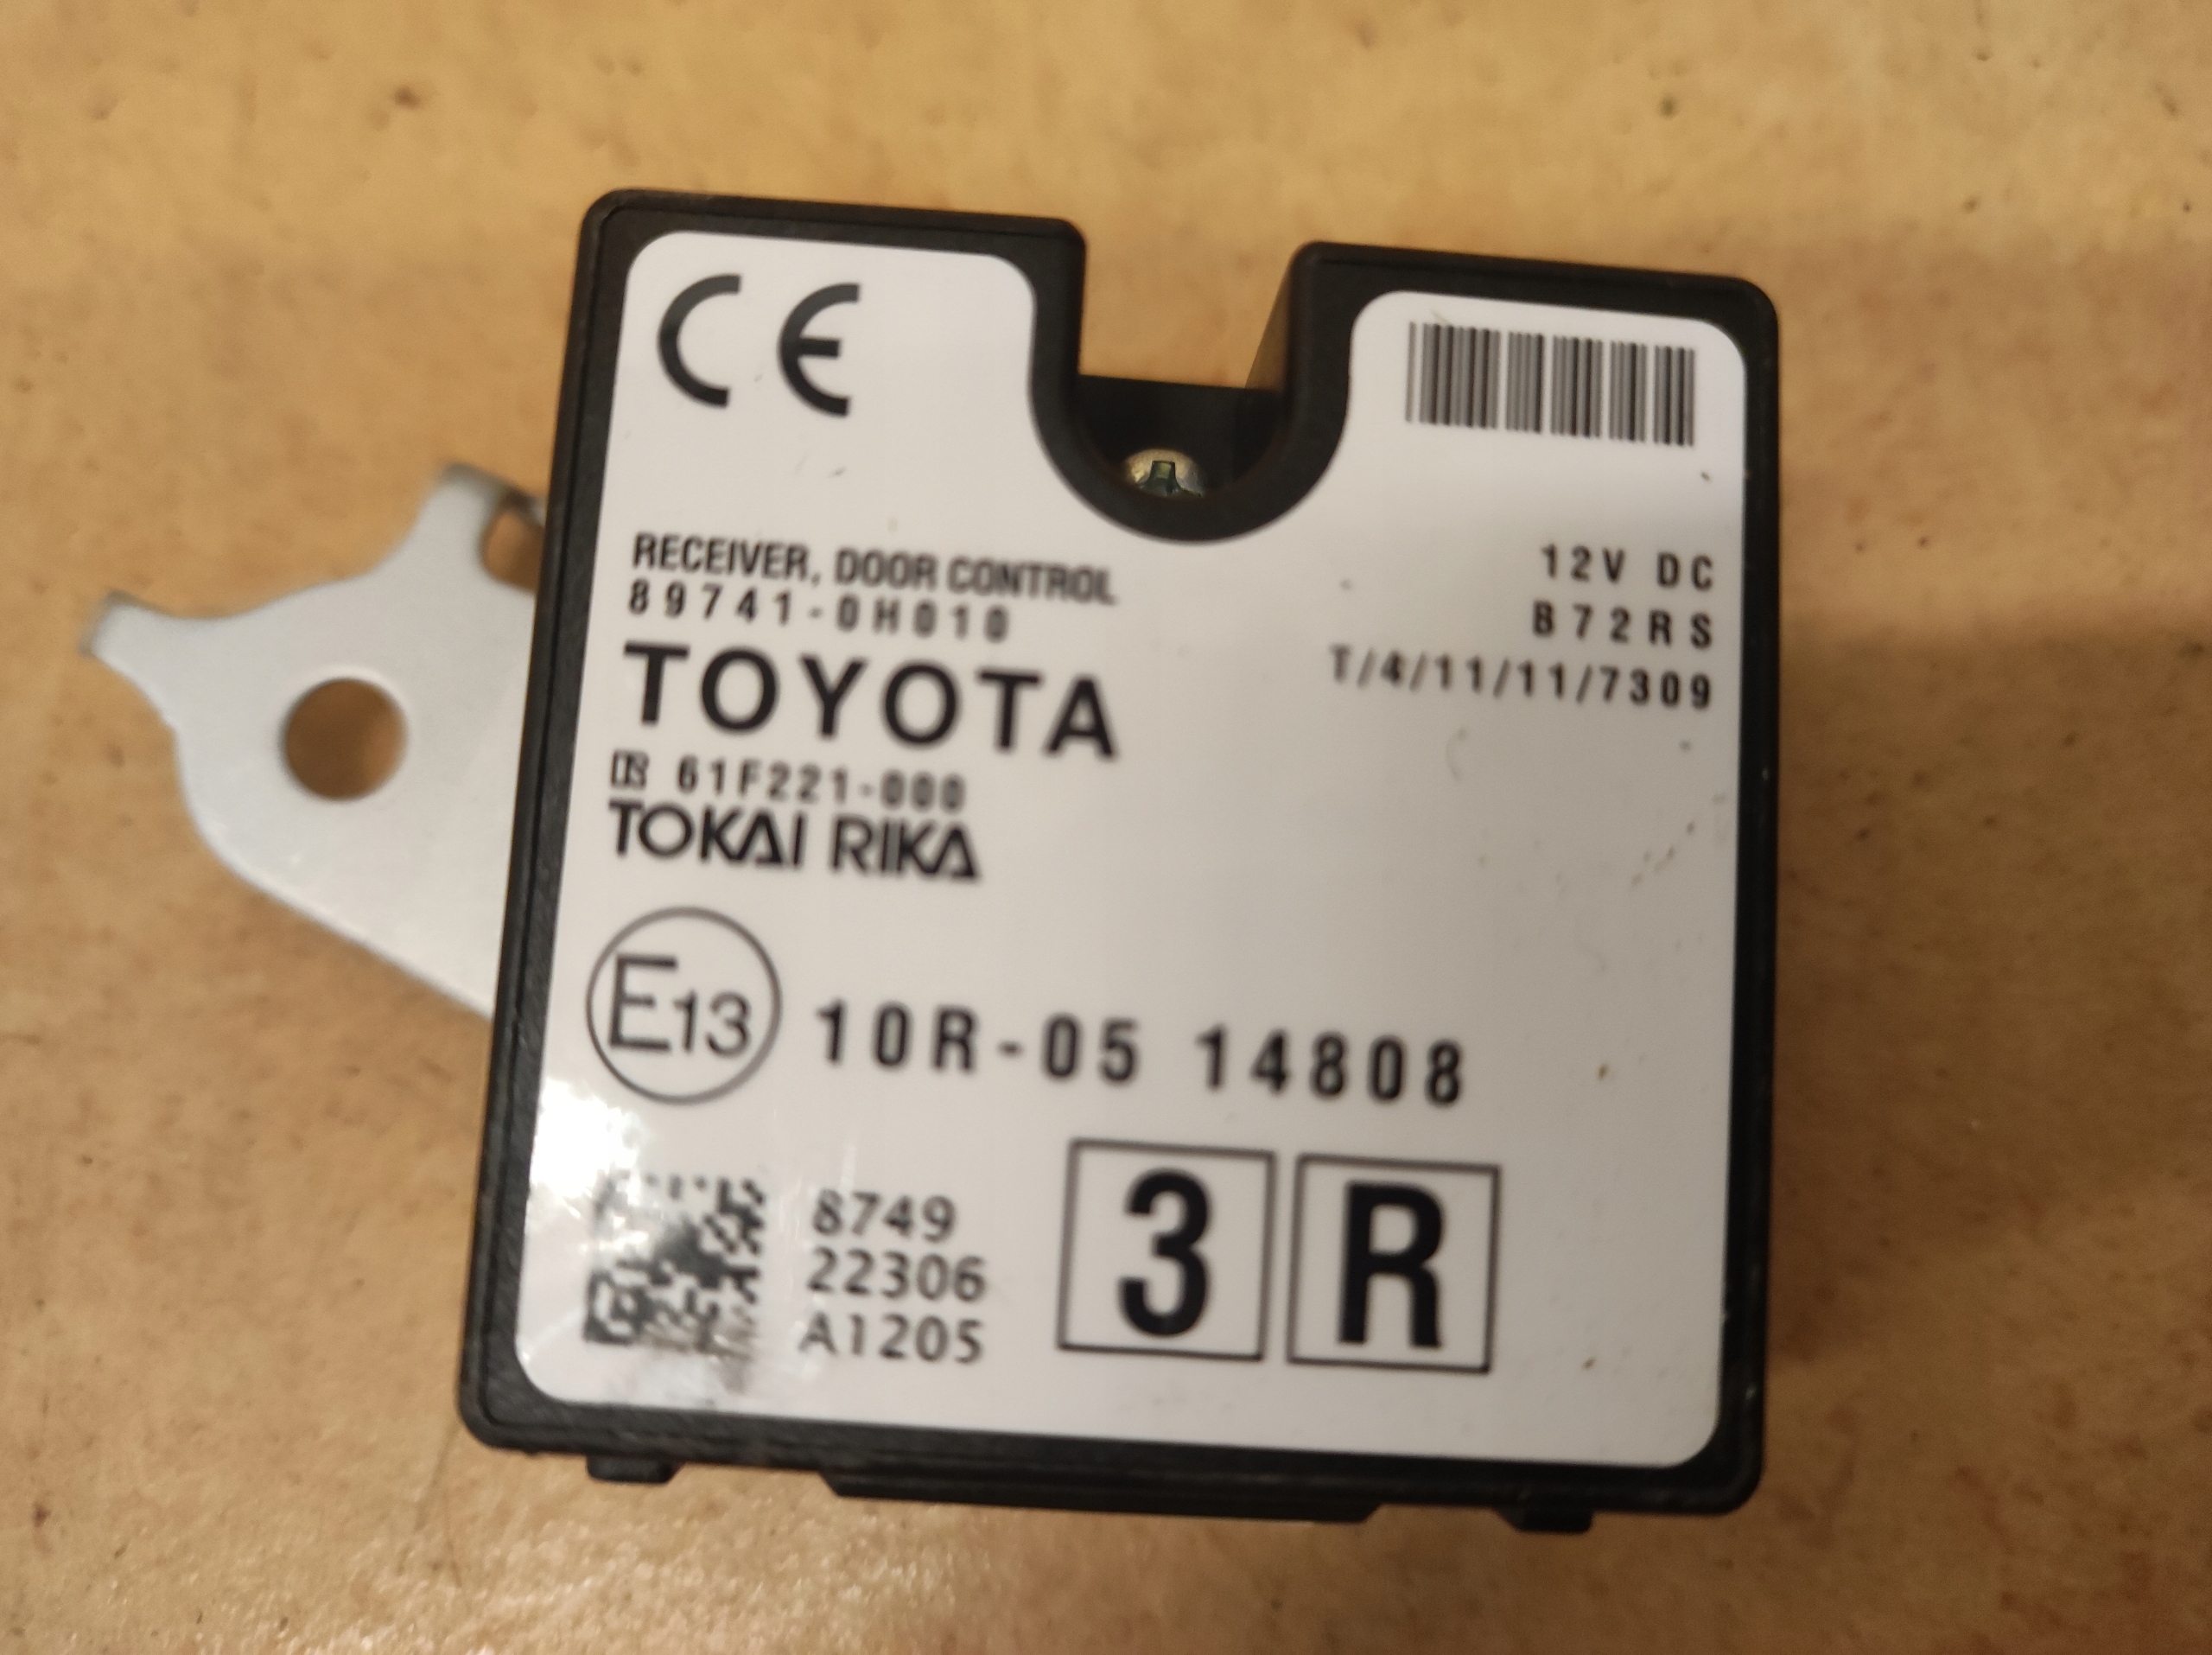 CE
RECEIVER, DOOR CONTROL
89741-0H010
TOYOTA
61F221-000
TOKAI RIKA
12V DC
B72RS
T/4/11/11/7309
E13 10R-05 14808
8749
22306
A1205
3 R